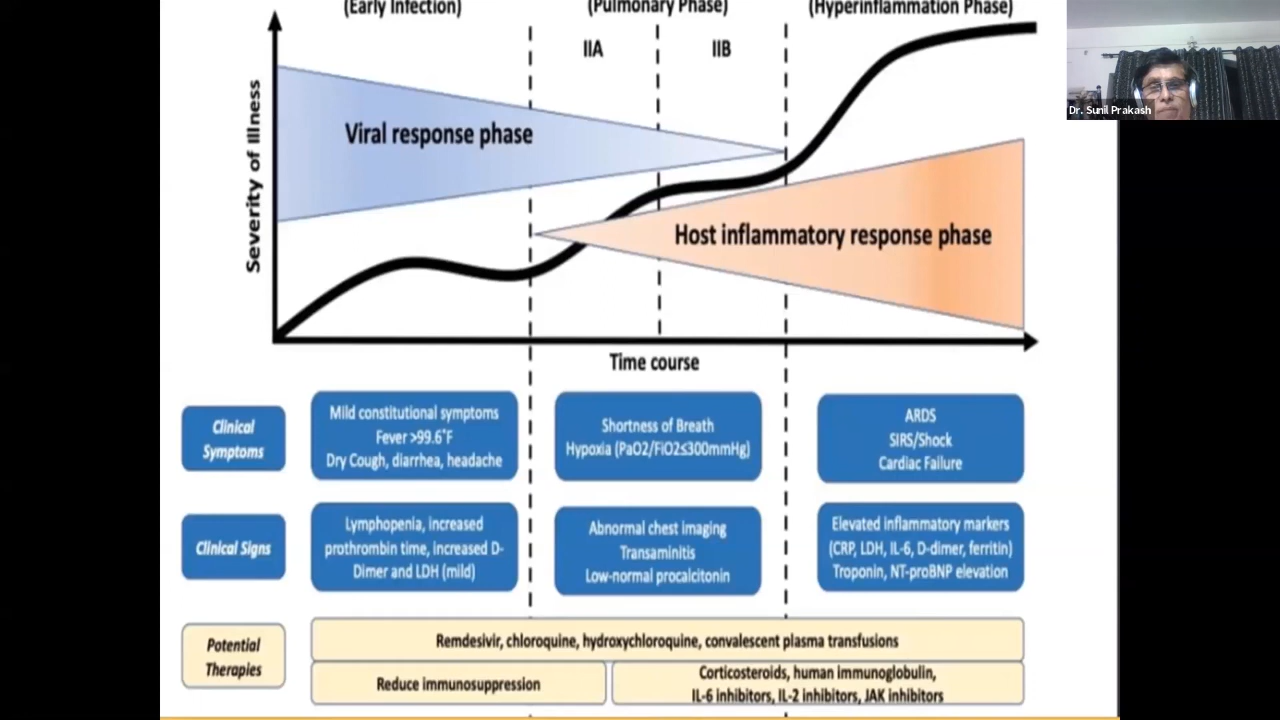 (Early Infection)
(Pulmonary Phase)
(Hyperinflammation Phase)
IIA
IIB
Dr. Sunil Prakash
Severity of Illness
Viral response phase
Host inflammatory response phase
Time course
Clinical
Symptoms
Mild constitutional symptoms
Fever >99.6°F
Dry Cough, diarrhea, headache
Shortness of Breath
Hypoxia (PaO2/FiO2≤300mmHg)
ARDS
SIRS/Shock
Cardiac Failure
Clinical Signs
Lymphopenia, increased
prothrombin time, increased D-
Dimer and LDH (mild)
Abnormal chest imaging
Transaminitis
Low-normal procalcitonin
Elevated inflammatory markers
(CRP, LDH, IL-6, D-dimer, ferritin)
Troponin, NT-proBNP elevation
Potential
Therapies
Remdesivir, chloroquine, hydroxychloroquine, convalescent plasma transfusions
Reduce immunosuppression
Corticosteroids, human immunoglobulin,
IL-6 inhibitors, IL-2 inhibitors, JAK inhibitors